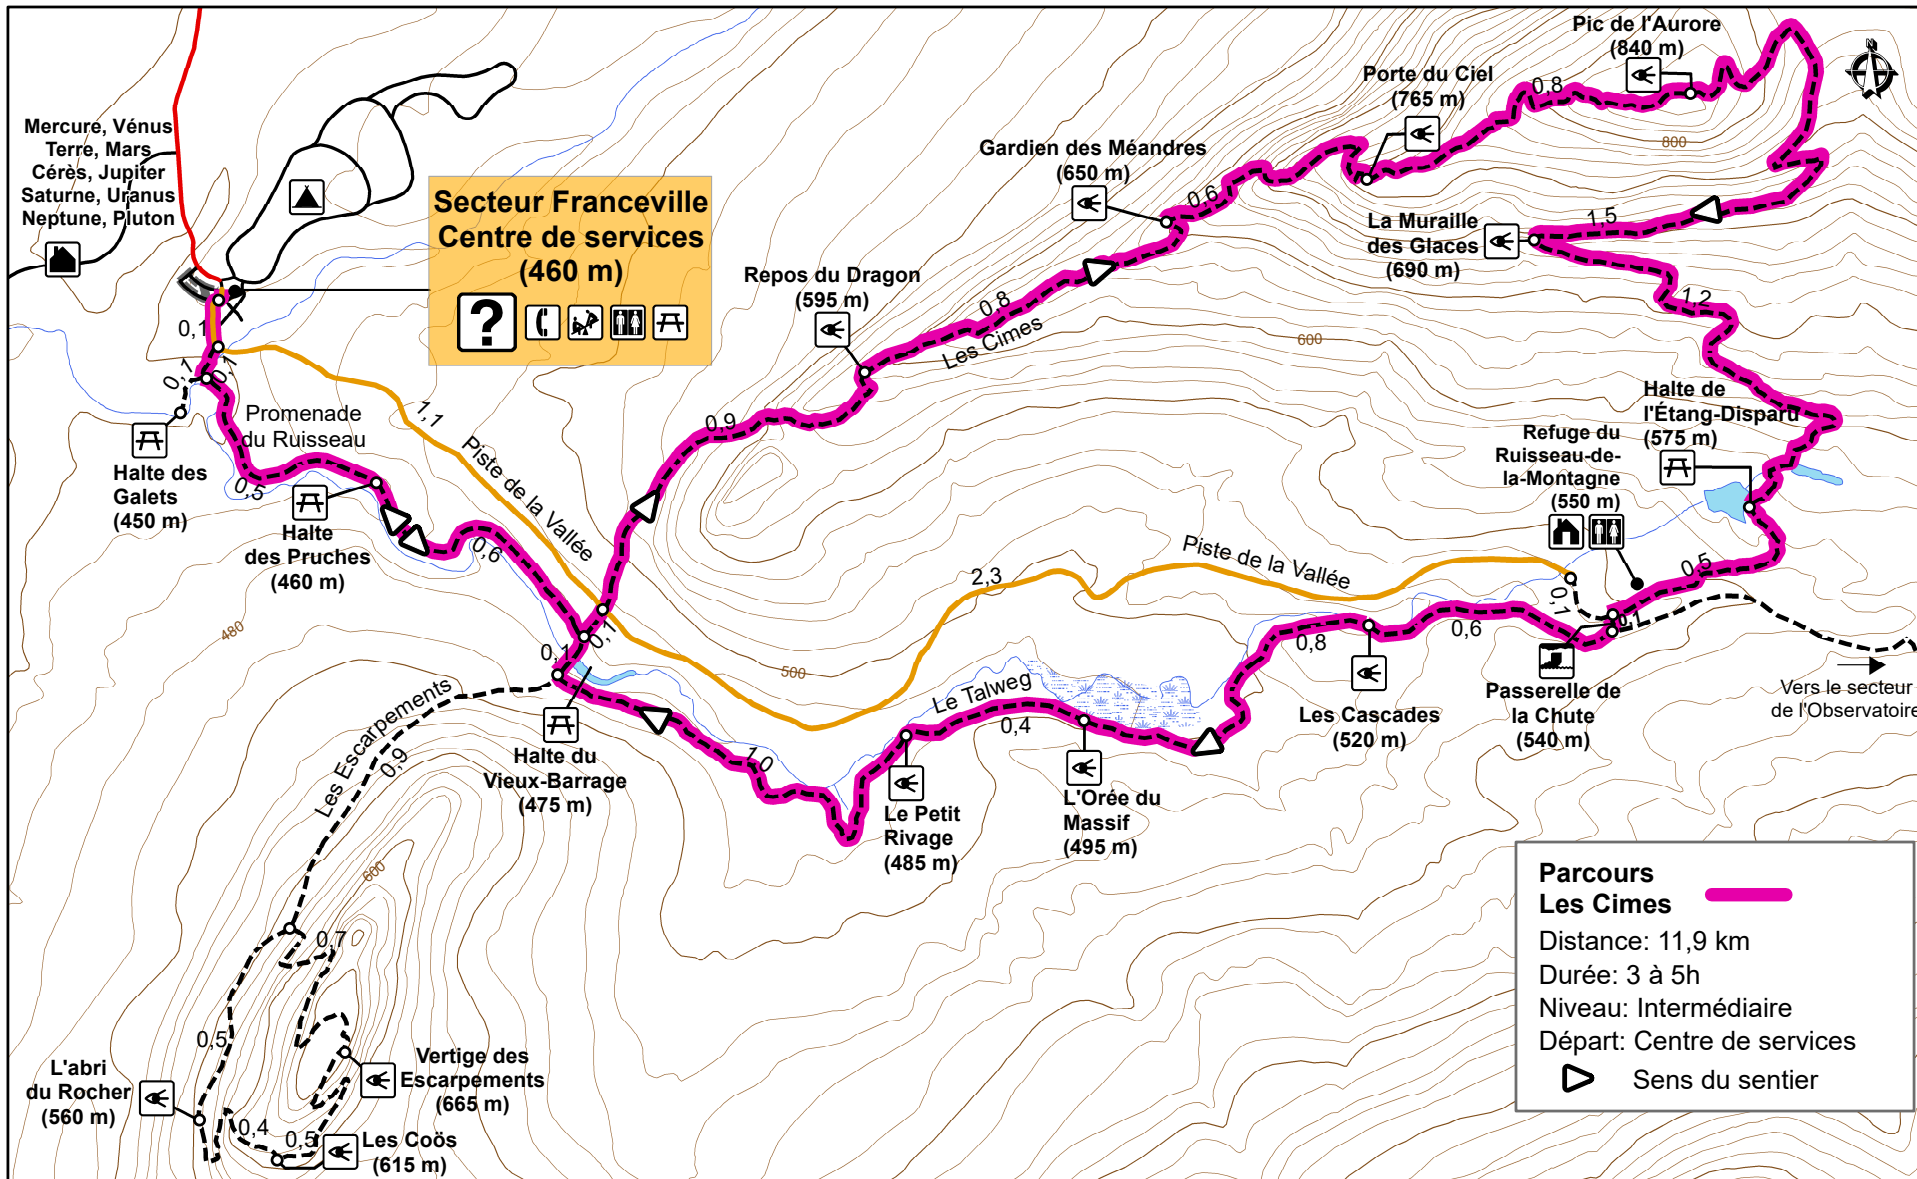 Pic de l'Aurore
(840 m)
Porte du Ciel
(765 m)
0,8
N
Mercure, Vénus
Terre, Mars
Cérès, Jupiter
Saturne, Uranus
Neptune, Pluton
Gardien des Méandres
(650 m)
800
0,6
Secteur Franceville
Centre de services
(460 m)
?
La Muraille
des Glaces
(690 m)
1,5
Repos du Dragon
(595 m)
0,8
Les Cimes
600
1,2
0,1
0,1
0,1
Promenade
du Ruisseau
1,1
Piste de la Vallée
0,9
Halte de
l'Étang-Disparu
(575 m)
Refuge du
Ruisseau-de-
la-Montagne
(550 m)
Halte des
Galets
(450 m)
0,5
Halte
des Pruches
(460 m)
0,6
Piste de la Vallée
2,3
0,5
0,1
0,1
480
0,1
0,1
500
0,8
0,6
Les Escarpements
0,9
Halte du
Vieux-Barrage
(475 m)
1,0
Le Talweg
0,4
Les Cascades
(520 m)
Passerelle de
la Chute
(540 m)
Vers le secteur
de l'Observatoire
Le Petit
Rivage
(485 m)
L'Orée du
Massif
(495 m)
600
0,7
0,5
L'abri
du Rocher
(560 m)
Vertige des
Escarpements
(665 m)
0,4
0,5
Les Coös
(615 m)
Parcours
Les Cimes
Distance: 11,9 km
Durée: 3 à 5h
Niveau: Intermédiaire
Départ: Centre de services
Sens du sentier